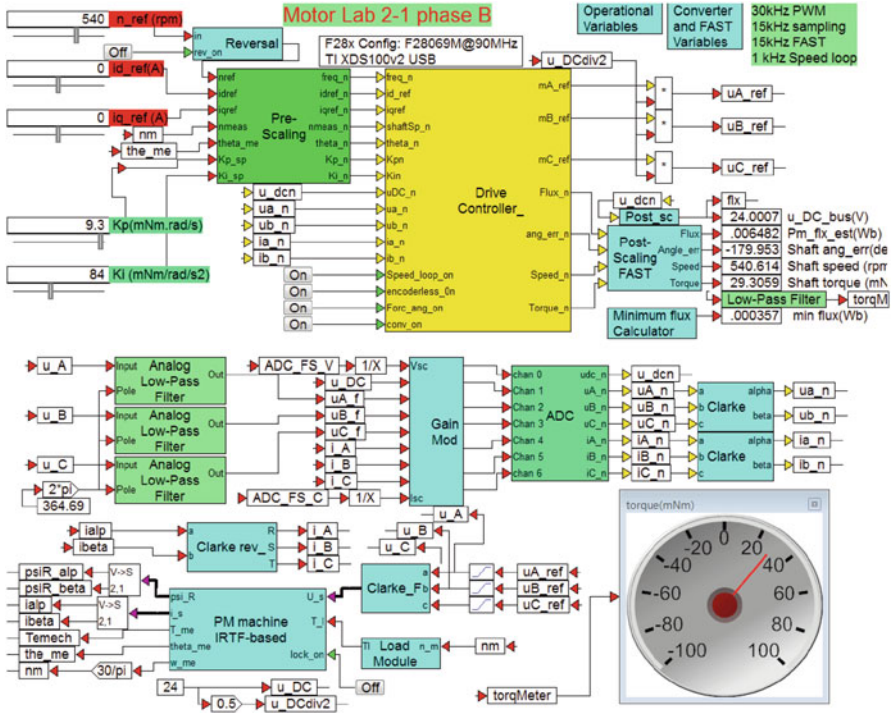 Motor Lab 2-1 phase B
540 n_ref (rpm)
Off
in
rev_on
Reversal
F28x Config: F28069M@90MHz
TI XDS100v2 USB
Operational
Variables
Converter
and FAST
Variables
30kHz PWM
15kHz sampling
15kHz FAST
1 kHz Speed loop
u_DCdiv2
0 id_ref(A)
0 iq_ref (A)
nm
the_me
9.3 Kp(mNm.rad/s)
84 Ki (mNm/rad/s2)
nref
idref
iqref
nmeas
theta_me
Kp_sp
Ki_sp
Pre-
Scaling
freq_n
idref_n
iqref_n
nmeas_n
theta_n
Kp_n
Ki_n
u_dcn
ua_n
ub_n
ia_n
ib_n
On
On
On
On
freq_n
id_ref
iqref
shaftSp_n
theta_n
Kpn
Kin
uDC_n
ua_n
ub_n
ia_n
ib_n
Speed_loop_on
encoderless_0n
Forc_ang_on
conv_on
Drive
Controller_
mA_ref
mB_ref
mC_ref
Flux_n
ang_err_n
Speed_n
Torque_n
*
*
*
uA_ref
uB_ref
uC_ref
u_dcn
flx
Post_sc
Post-
Scaling
FAST
Flux
Angle_err
Speed
Torque
24.0007 u_DC_bus(V)
.006482 Pm_flx_est(Wb)
-179.953 Shaft ang_err(de
540.614 Shaft speed (rpm
29.3059 Shaft torque (mN
Low-Pass Filter
torqM
Minimum flux
Calculator
.000357 min flux(Wb)
u_A
u_B
u_C
2*pi
364.69
Input
Pole
Analog
Low-Pass
Filter
Out
Input
Pole
Analog
Low-Pass
Filter
Out
Input
Pole
Analog
Low-Pass
Filter
Out
ADC_FS_V
1/X
u_DC
uA_f
uB_f
uC_f
i_A
i_B
i_C
ADC_FS_C
1/X
Vsc
Gain
Mod
Isc
chan 0
Chan 1
Chan 2
Chan 3
Chan 4
chan 5
chan 6
ADC
udc_n
uA_n
uB_n
uC_n
iA_n
iB_n
iC_n
u_dcn
uA_n
uB_n
uC_n
iA_n
iB_n
iC_n
a
b
c
Clarke
alpha
beta
a
b
c
Clarke
alpha
beta
ua_n
ub_n
ia_n
ib_n
ialp
ibeta
a
b
Clarke rev_
R
S
T
i_A
i_B
i_C
u_A
u_B
u_C
a
b
c
Clarke_F
uA_ref
uB_ref
uC_ref
psiR_alp
psiR_beta
ialp
ibeta
Temech
the_me
nm
V->S
2,1
V->S
2,1
30/pi
psi_R
i_s
T_me
theta_me
w_me
PM machine
IRTF-based
U_s
T_l
lock_on
Tl
Load
Module
n_m
nm
Off
24
u_DC
0.5
u_DCdiv2
torqMeter
torque(mNm)
-100
-80
-60
-40
-20
0
20
40
60
80
100